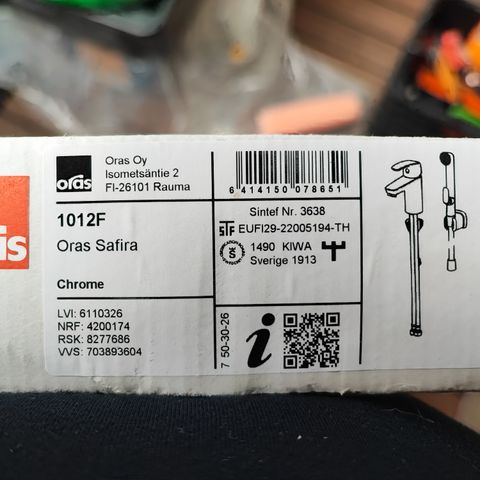 is
oras
Oras Oy
Isometsäntie 2
FI-26101 Rauma
1012F
Oras Safira
Chrome
LVI: 6110326
NRF: 4200174
RSK: 8277686
VVS: 703893604
6 414150 078651
Sintef Nr. 3638
STF EUFI29-22005194-TH
1490 KIWA
Sverige 1913
7 50-30-26
i